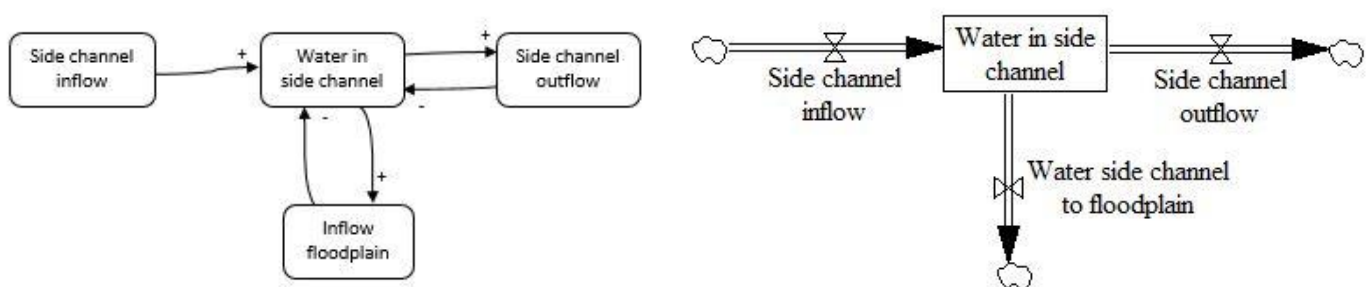 Side channel
inflow
+
Water in
side channel
+
-
Side channel
outflow
-
+
Inflow
floodplain
Side channel
inflow
Water in side
channel
Side channel
outflow
Water side channel
to floodplain